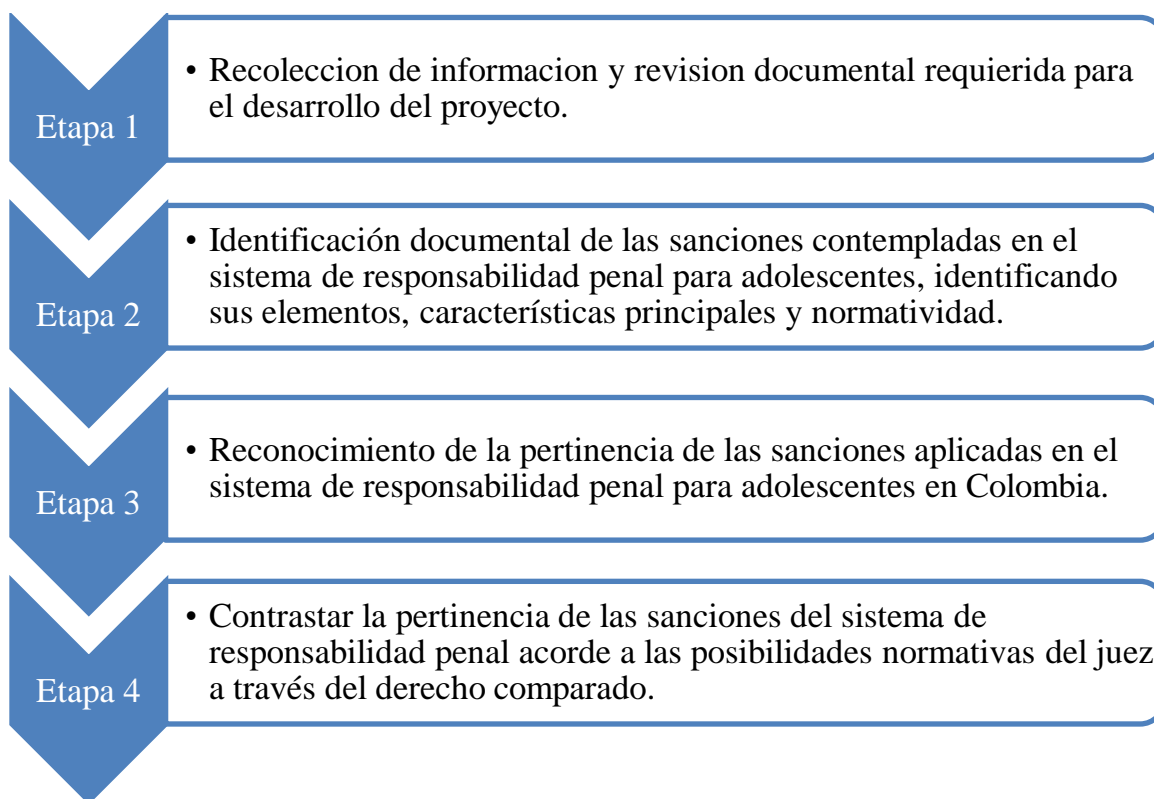 Etapa 1
• Recoleccion de informacion y revision documental requierida para
el desarrollo del proyecto.
Etapa 2
• Identificación documental de las sanciones contempladas en el
sistema de responsabilidad penal para adolescentes, identificando
sus elementos, características principales y normatividad.
Etapa 3
• Reconocimiento de la pertinencia de las sanciones aplicadas en el
sistema de responsabilidad penal para adolescentes en Colombia.
Etapa 4
• Contrastar la pertinencia de las sanciones del sistema de
responsabilidad penal acorde a las posibilidades normativas del juez
a través del derecho comparado.